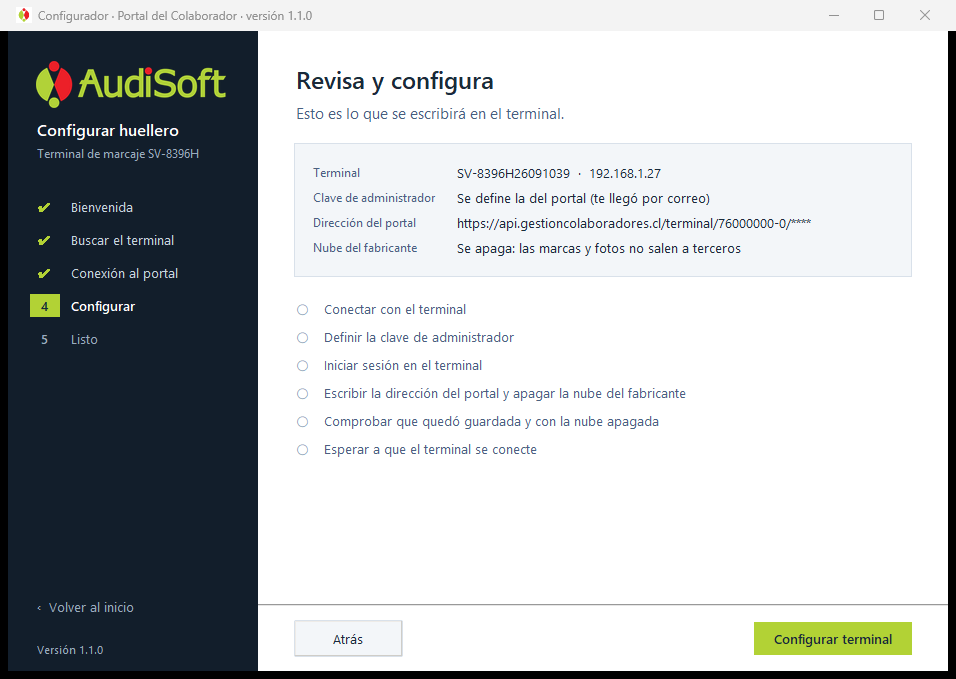 Configurador · Portal del Colaborador · versión 1.1.0
AudiSoft
Configurar huellero
Terminal de marcaje SV-8396H
Bienvenida
Buscar el terminal
Conexión al portal
4 Configurar
5 Listo
‹ Volver al inicio
Versión 1.1.0
Revisa y configura
Esto es lo que se escribirá en el terminal.
Terminal SV-8396H26091039 · 192.168.1.27
Clave de administrador Se define la del portal (te llegó por correo)
Dirección del portal https://api.gestioncolaboradores.cl/terminal/76000000-0/****
Nube del fabricante Se apaga: las marcas y fotos no salen a terceros
Conectar con el terminal
Definir la clave de administrador
Iniciar sesión en el terminal
Escribir la dirección del portal y apagar la nube del fabricante
Comprobar que quedó guardada y con la nube apagada
Esperar a que el terminal se conecte
Atrás
Configurar terminal